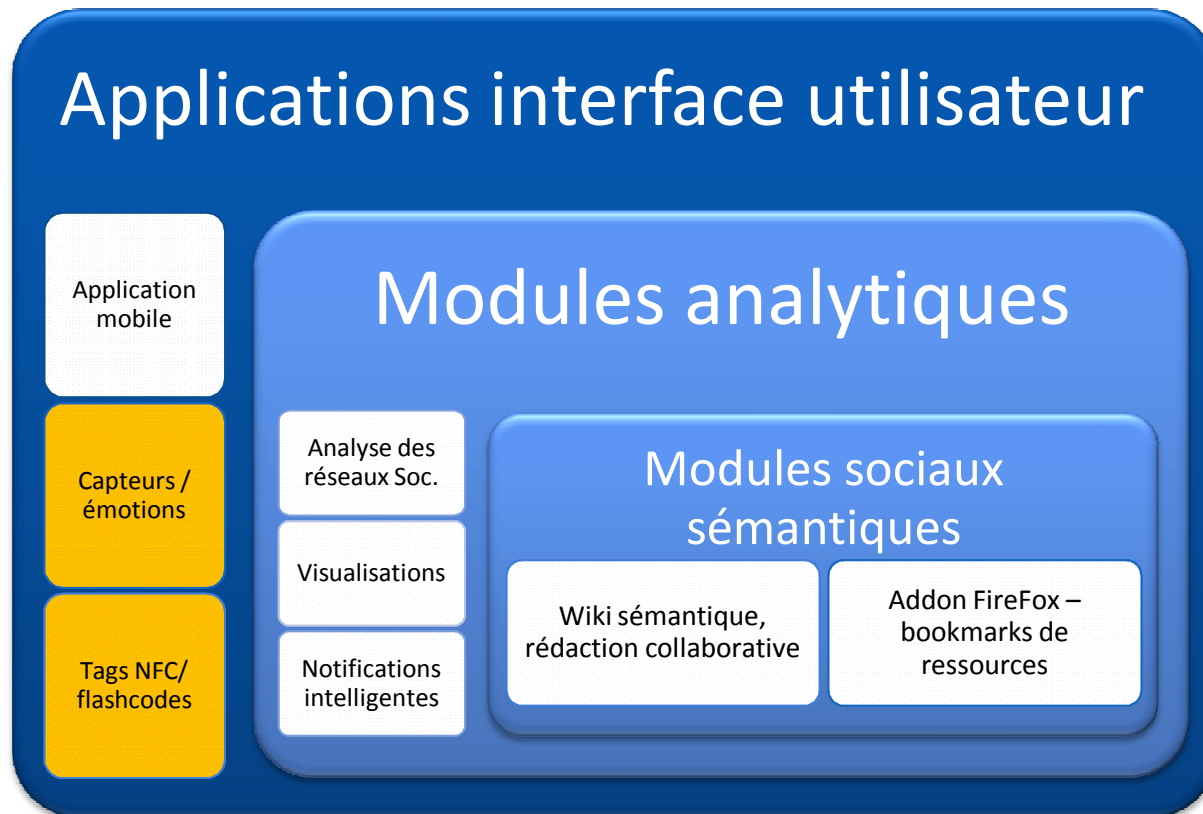 Applications interface utilisateur
Application
mobile
Capteurs /
émotions
Tags NFC/
flashcodes
Modules analytiques
Analyse des
réseaux Soc.
Visualisations
Notifications
intelligentes
Modules sociaux
sémantiques
Wiki sémantique,
rédaction collaborative
Addon FireFox –
bookmarks de
ressources